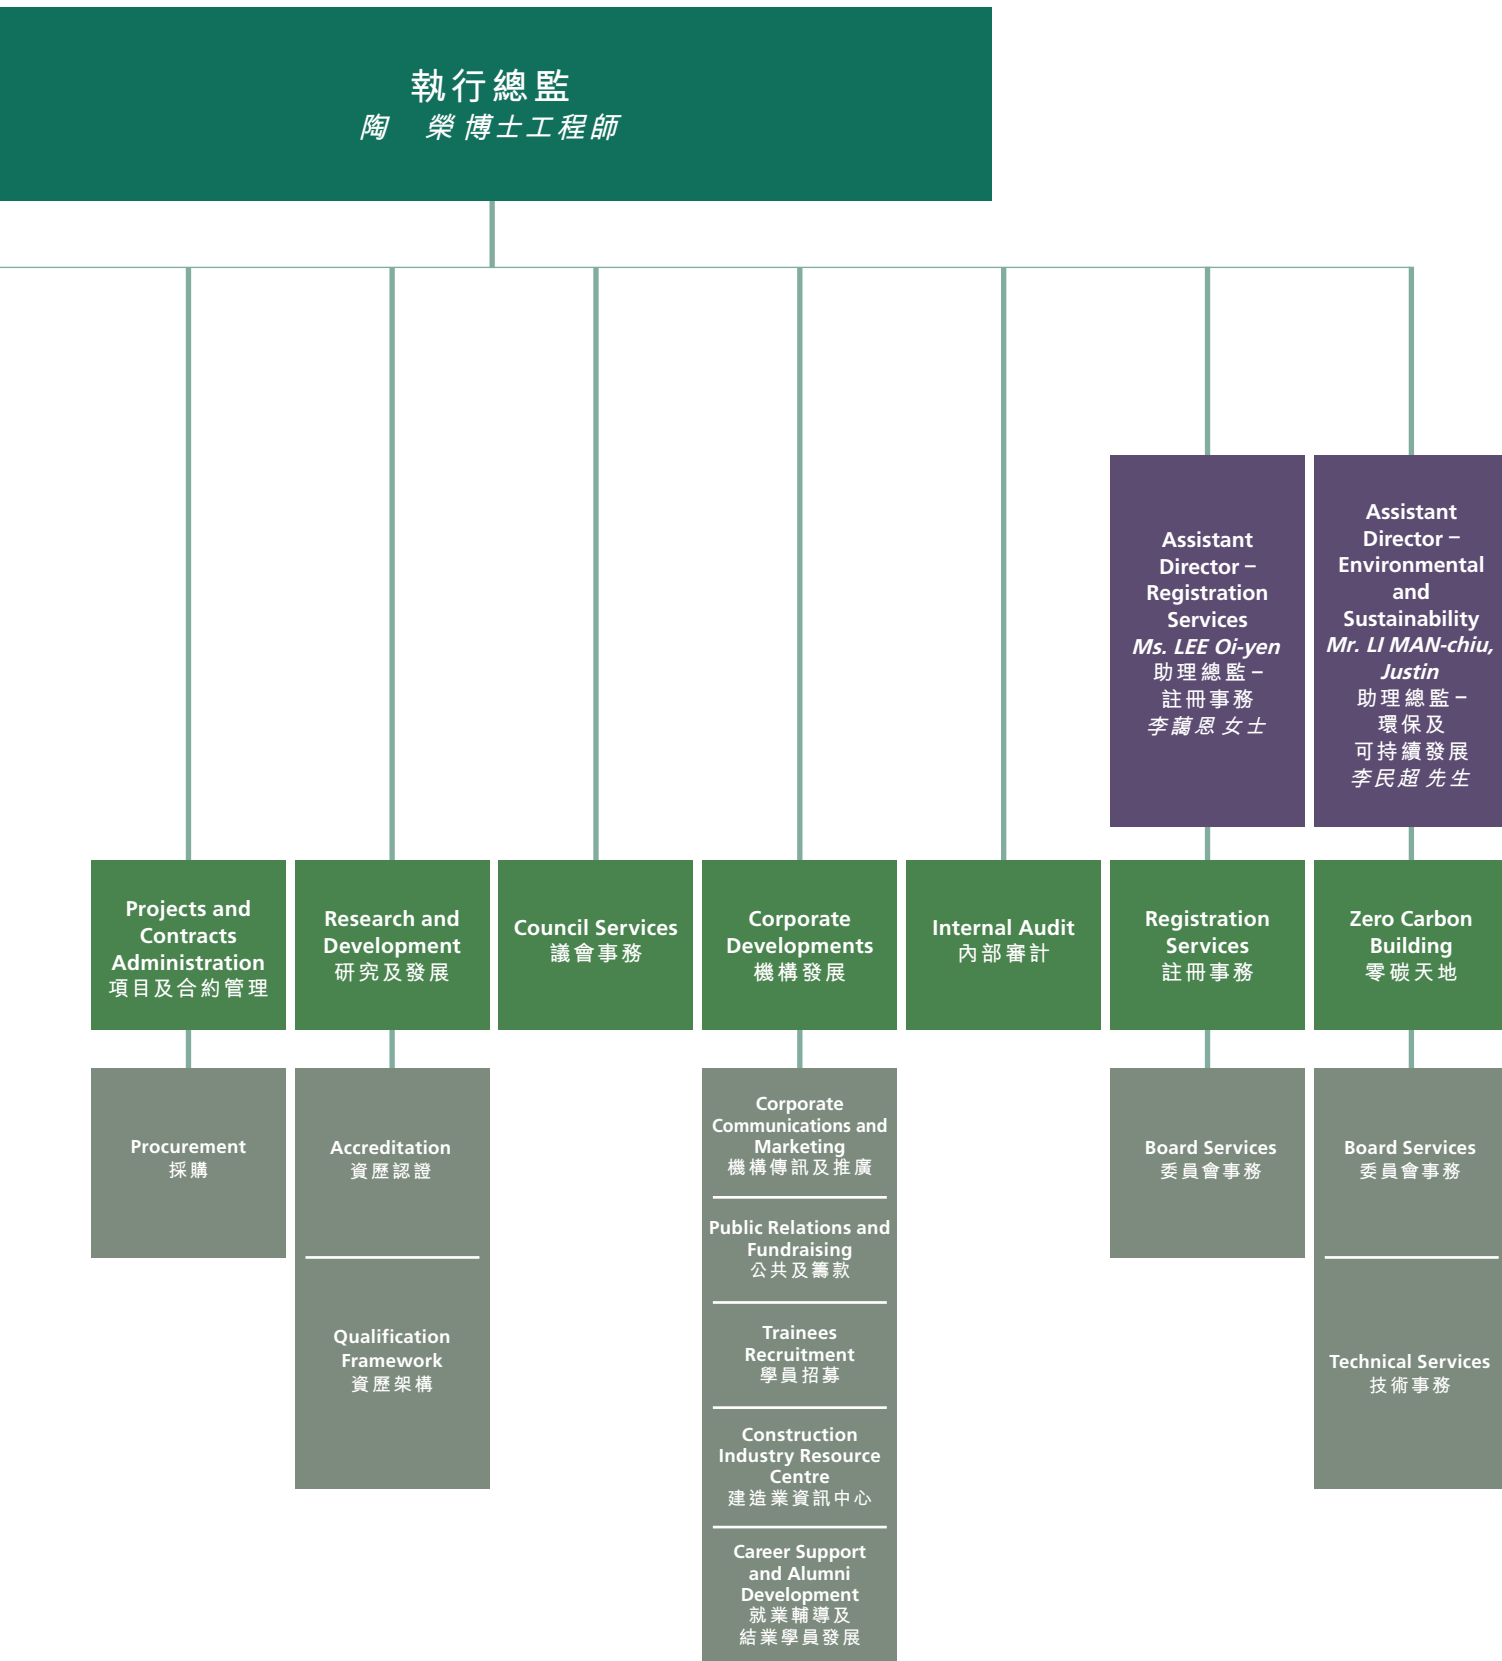 執行總監
陶 榮 博士工程師
Assistant
Director –
Registration
Services
Ms. LEE Oi-yen
助理總監 –
註冊事務
李藹恩 女士
Assistant
Director –
Environmental
and
Sustainability
Mr. LI MAN-chiu,
Justin
助理總監 –
環保及
可持續發展
李民超 先生
Projects and
Contracts
Administration
項目及合約管理
Research and
Development
研究及發展
Council Services
議會事務
Corporate
Developments
機構發展
Internal Audit
內部審計
Registration
Services
註冊事務
Zero Carbon
Building
零碳天地
Procurement
採購
Accreditation
資歷認證
Qualification
Framework
資歷架構
Corporate
Communications and
Marketing
機構傳訊及推廣
Public Relations and
Fundraising
公共及籌款
Trainees
Recruitment
學員招募
Construction
Industry Resource
Centre
建造業資訊中心
Career Support
and Alumni
Development
就業輔導及
結業學員發展
Board Services
委員會事務
Board Services
委員會事務
Technical Services
技術事務